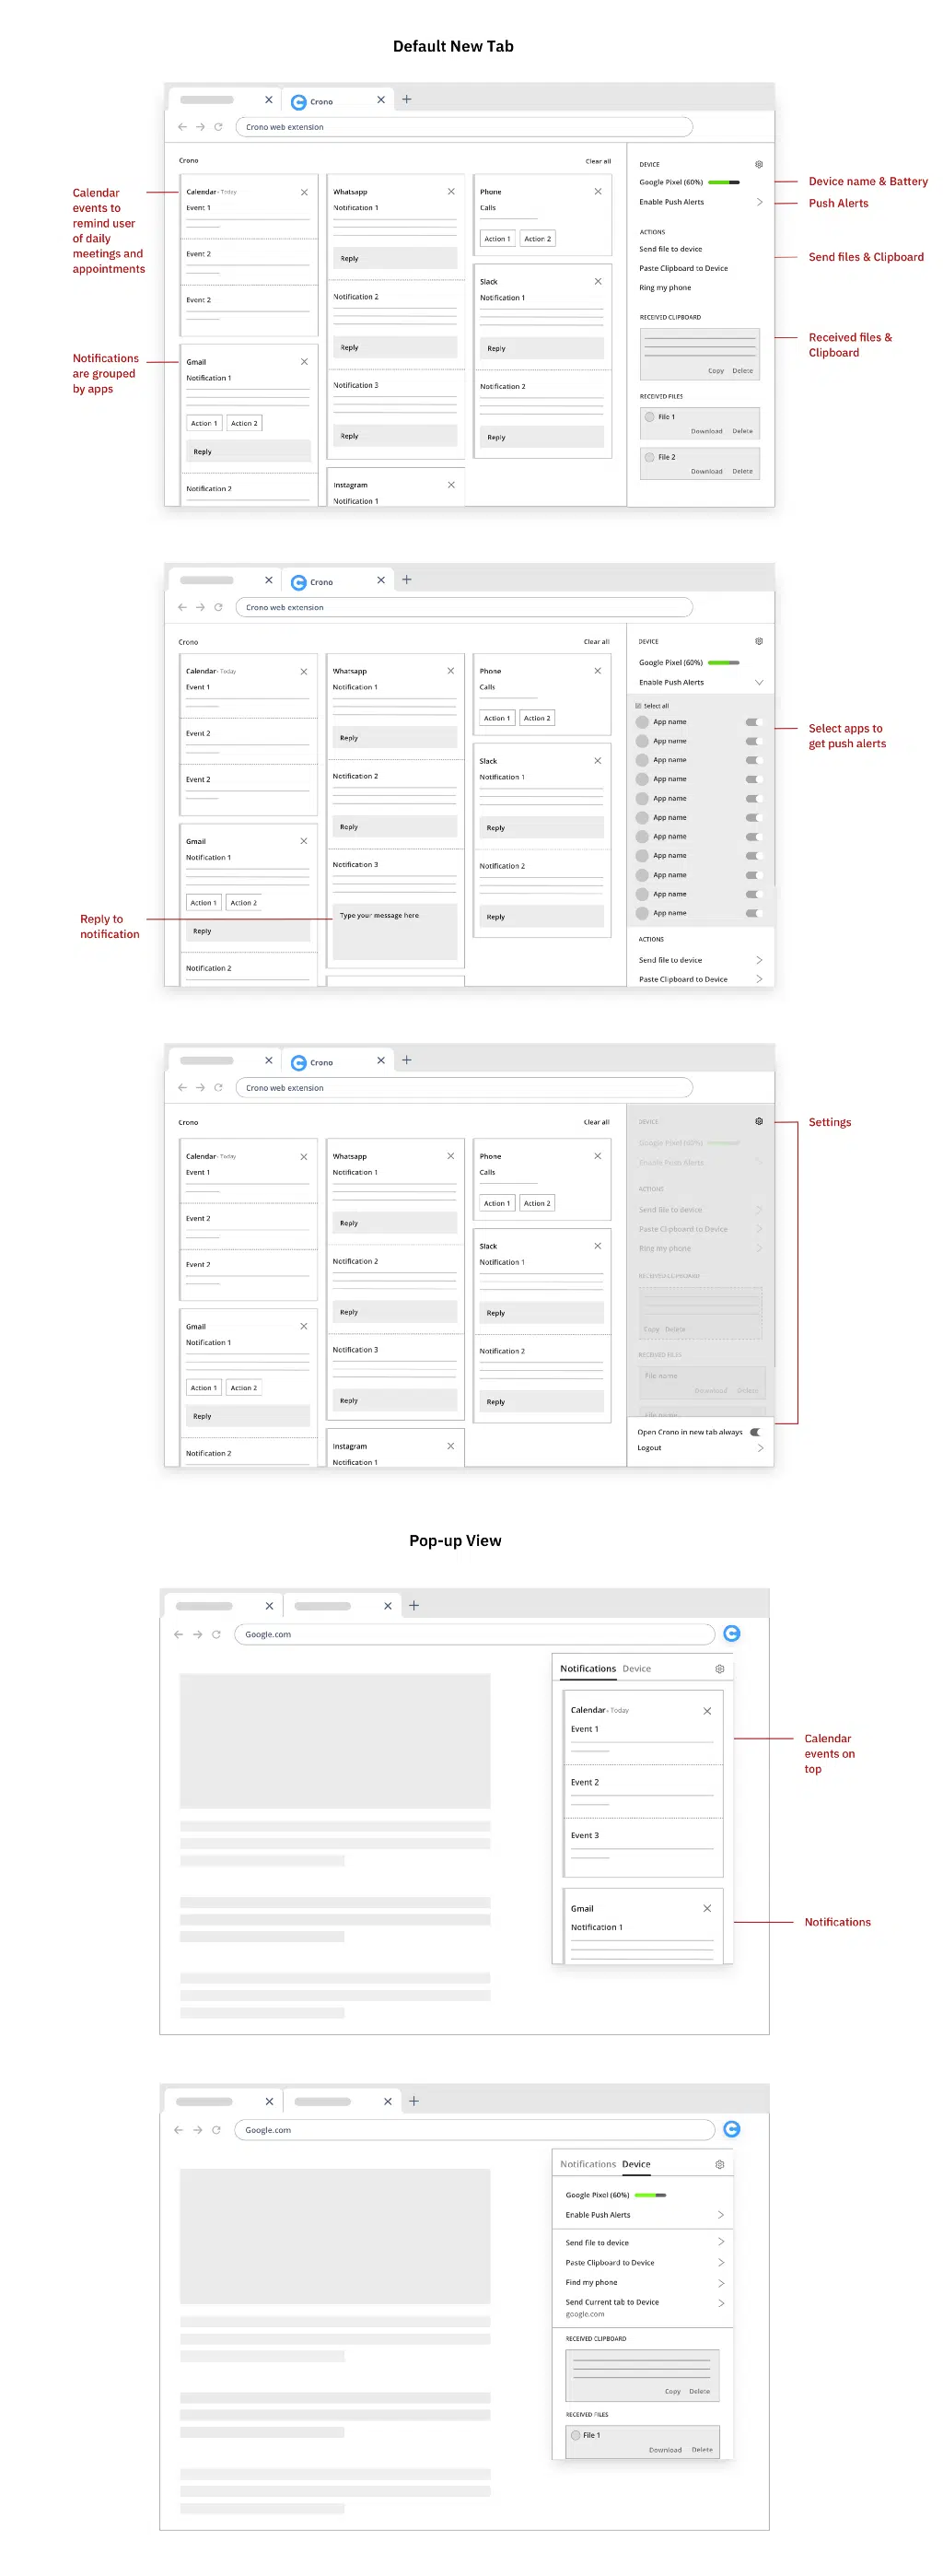 Default New Tab
Crono
Crono web extension
Crono
Clear all
Calendar - Today
Event 1
Event 2
Event 2
Gmail
Notification 1
Action 1
Action 2
Reply
Notification 2
Whatsapp
Notification 1
Reply
Notification 2
Reply
Notification 3
Reply
Instagram
Notification 1
Phone
Calls
Action 1
Action 2
Slack
Notification 1
Reply
Notification 2
Reply
DEVICE
Google Pixel (60%)
Enable Push Alerts
ACTIONS
Send file to device
Paste Clipboard to Device
Ring my phone
RECEIVED CLIPBOARD
Copy
Delete
RECEIVED FILES
File 1
Download
Delete
File 2
Download
Delete
Calendar
events to
remind user
of daily
meetings and
appointments
Notifications
are grouped
by apps
Device name & Battery
Push Alerts
Send files & Clipboard
Received files &
Clipboard
Crono
Crono web extension
Crono
Clear all
Calendar - Today
Event 1
Event 2
Event 2
Gmail
Notification 1
Action 1
Action 2
Reply
Notification 2
Whatsapp
Notification 1
Reply
Notification 2
Reply
Notification 3
Type your message here
Phone
Calls
Action 1
Action 2
Slack
Notification 1
Reply
Notification 2
Reply
DEVICE
Google Pixel (60%)
Enable Push Alerts
Select all
App name
App name
App name
App name
App name
App name
App name
App name
App name
App name
App name
ACTIONS
Send file to device
Paste Clipboard to Device
Reply to
notification
Select apps to
get push alerts
Crono
Crono web extension
Crono
Clear all
Calendar - Today
Event 1
Event 2
Event 2
Gmail
Notification 1
Action 1
Action 2
Reply
Notification 2
Whatsapp
Notification 1
Reply
Notification 2
Reply
Notification 3
Reply
Instagram
Notification 1
Phone
Calls
Action 1
Action 2
Slack
Notification 1
Reply
Notification 2
Reply
DEVICE
Google Pixel (60%)
Enable Push Alerts
ACTIONS
Send file to device
Paste Clipboard to Device
Ring my phone
RECEIVED CLIPBOARD
Copy - Delete
RECEIVED FILES
File name
Download
Delete
File name
Open Crono in new tab always
Logout
Settings
Pop-up View
Google.com
Notifications
Device
Calendar - Today
Event 1
Event 2
Event 3
Gmail
Notification 1
Calendar
events on
top
Notifications
Google.com
Notifications
Device
Google Pixel (60%)
Enable Push Alerts
Send file to device
Paste Clipboard to Device
Find my phone
Send Current tab to Device
google.com
RECEIVED CLIPBOARD
Copy
Delete
RECEIVED FILES
File 1
Download
Delete